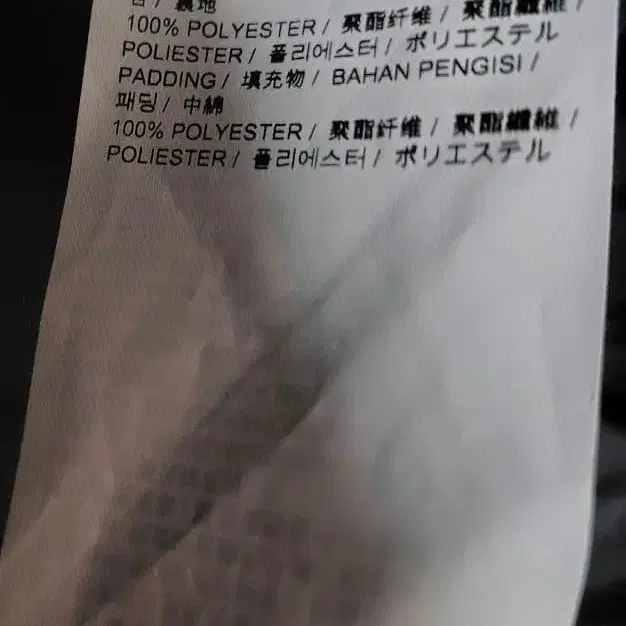 裏地
100% POLYESTER / 聚酯纤维 / 聚酯纖維 /
POLIESTER / 폴리에스터 / ポリエステル
PADDING / 填充物 / BAHAN PENGISI /
패딩 / 中綿
100% POLYESTER / 聚酯纤维 / 聚酯纖維 /
POLIESTER / 폴리에스터 / ポリエステル